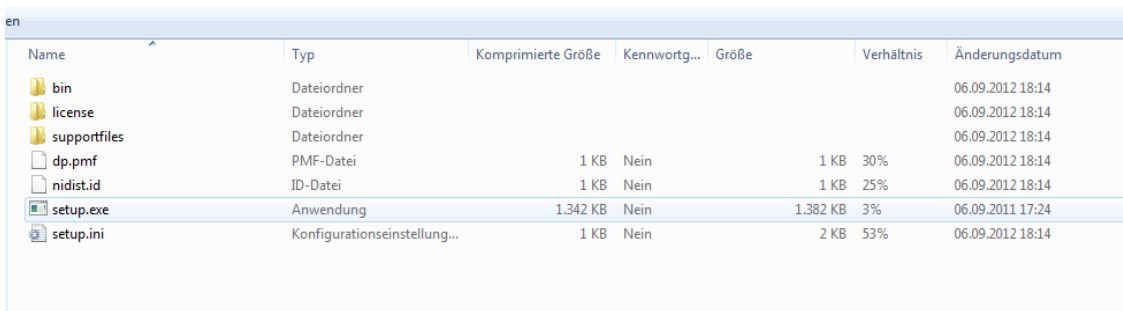 en
Name Typ Komprimierte Größe Kennwortg... Größe Verhältnis Änderungsdatum
bin Dateiordner 06.09.2012 18:14
license Dateiordner 06.09.2012 18:14
supportfiles Dateiordner 06.09.2012 18:14
dp.pmf PMF-Datei 1 KB Nein 1 KB 30% 06.09.2012 18:14
nidist.id ID-Datei 1 KB Nein 1 KB 25% 06.09.2012 18:14
setup.exe Anwendung 1.342 KB Nein 1.382 KB 3% 06.09.2011 17:24
setup.ini Konfigurationseinstellung... 1 KB Nein 2 KB 53% 06.09.2012 18:14